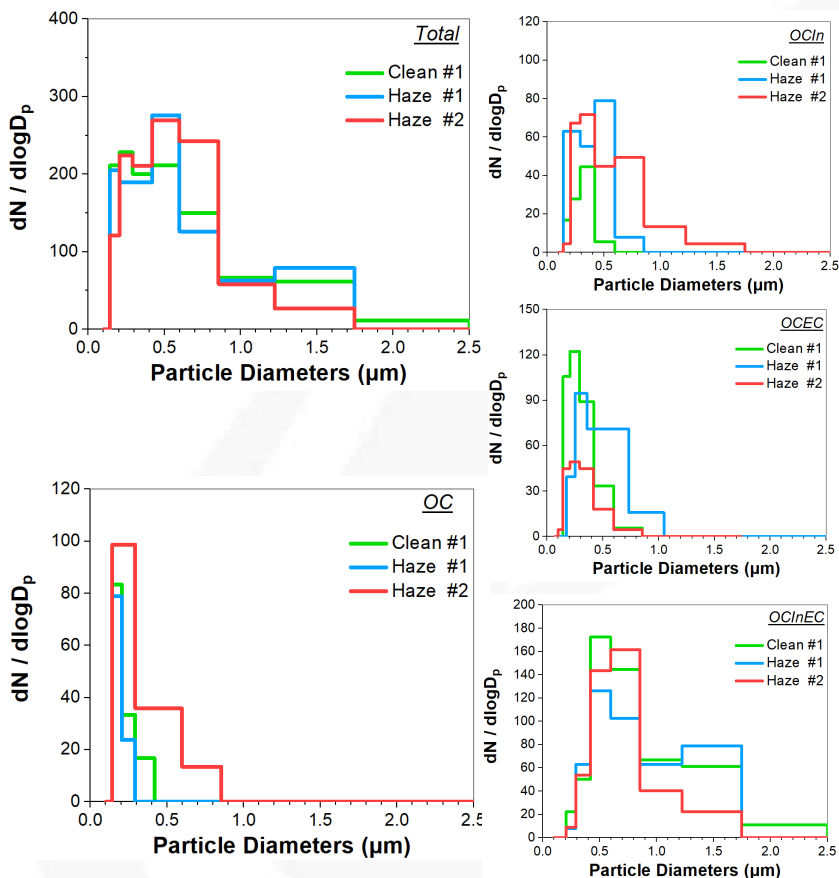 Total
Clean #1
Haze #1
Haze #2
dN / dlogDp
400
300
200
100
0
0.0 0.5 1.0 1.5 2.0 2.5
Particle Diameters (µm)
OCIn
Clean #1
Haze #1
Haze #2
dN / dlogDp
120
100
80
60
40
20
0
0.0 0.5 1.0 1.5 2.0 2.5
Particle Diameters (µm)
OCEC
Clean #1
Haze #1
Haze #2
dN / dlogDp
150
120
90
60
30
0
0.0 0.5 1.0 1.5 2.0 2.5
Particle Diameters (µm)
OC
Clean #1
Haze #1
Haze #2
dN / dlogDp
120
100
80
60
40
20
0
0.0 0.5 1.0 1.5 2.0 2.5
Particle Diameters (µm)
OCInEC
Clean #1
Haze #1
Haze #2
dN / dlogDp
200
180
160
140
120
100
80
60
40
20
0
0.0 0.5 1.0 1.5 2.0 2.5
Particle Diameters (µm)